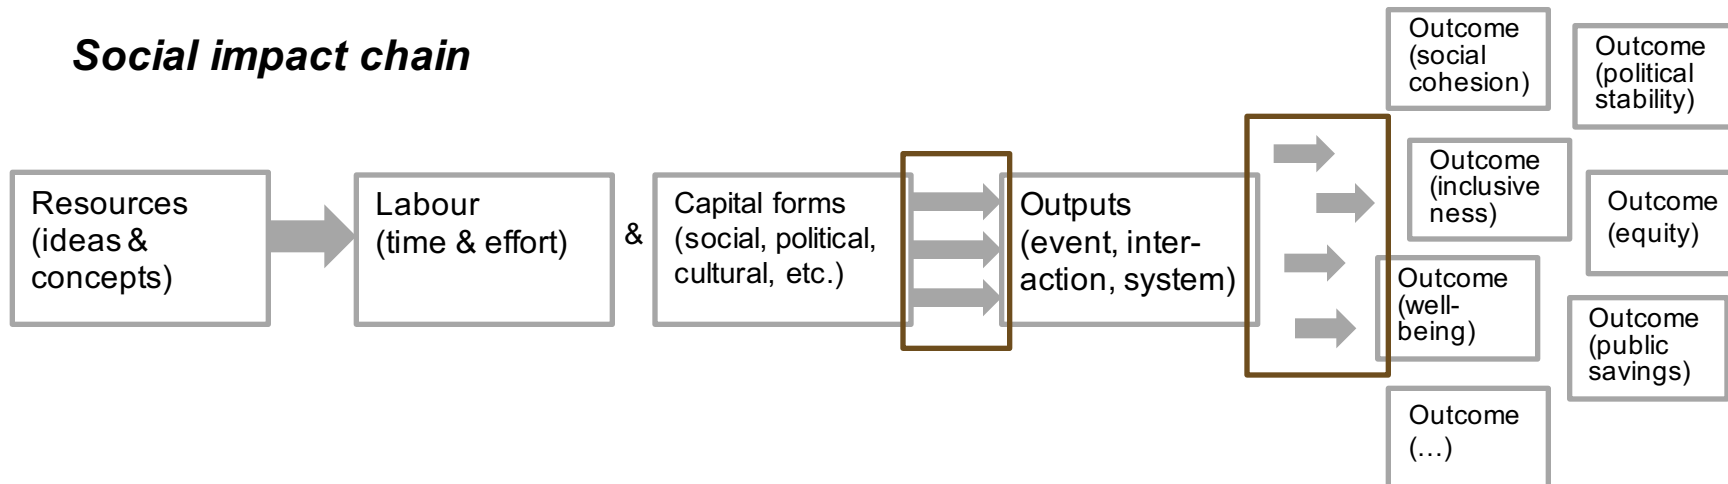 Social impact chain
Resources
(ideas &
concepts)
Labour
(time & effort)
&
Capital forms
(social, political,
cultural, etc.)
Outputs
(event, inter-
action, system)
Outcome
(social
cohesion)
Outcome
(political
stability)
Outcome
(inclusive
ness)
Outcome
(equity)
Outcome
(well-
being)
Outcome
(public
savings)
Outcome
(…)